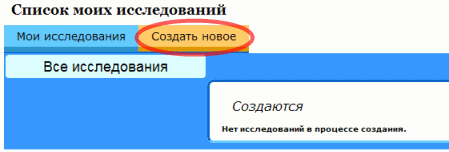 Список моих исследований
Мои исследования Создать новое
Все исследования
Создаются
Нет исследований в процессе создания.